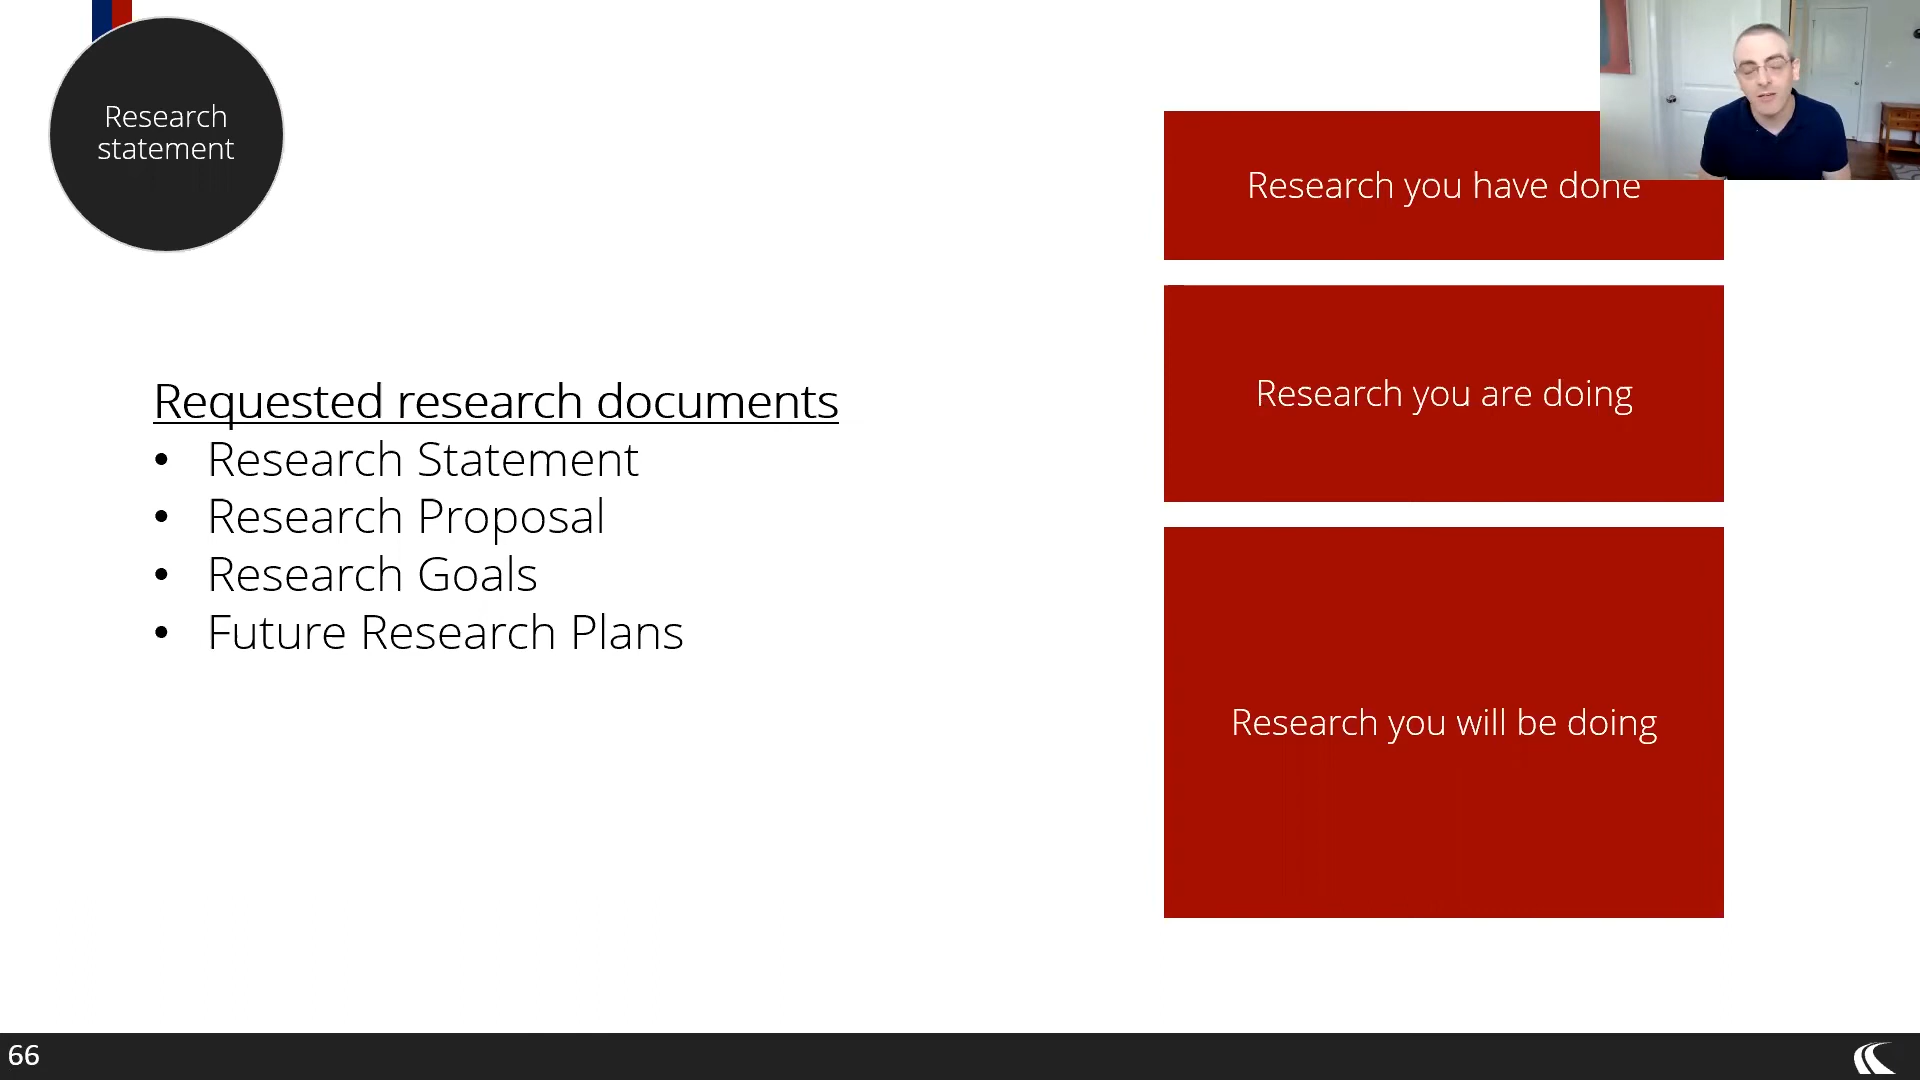 Research
statement
Requested research documents
• Research Statement
• Research Proposal
• Research Goals
• Future Research Plans
Research you have done
Research you are doing
Research you will be doing
66